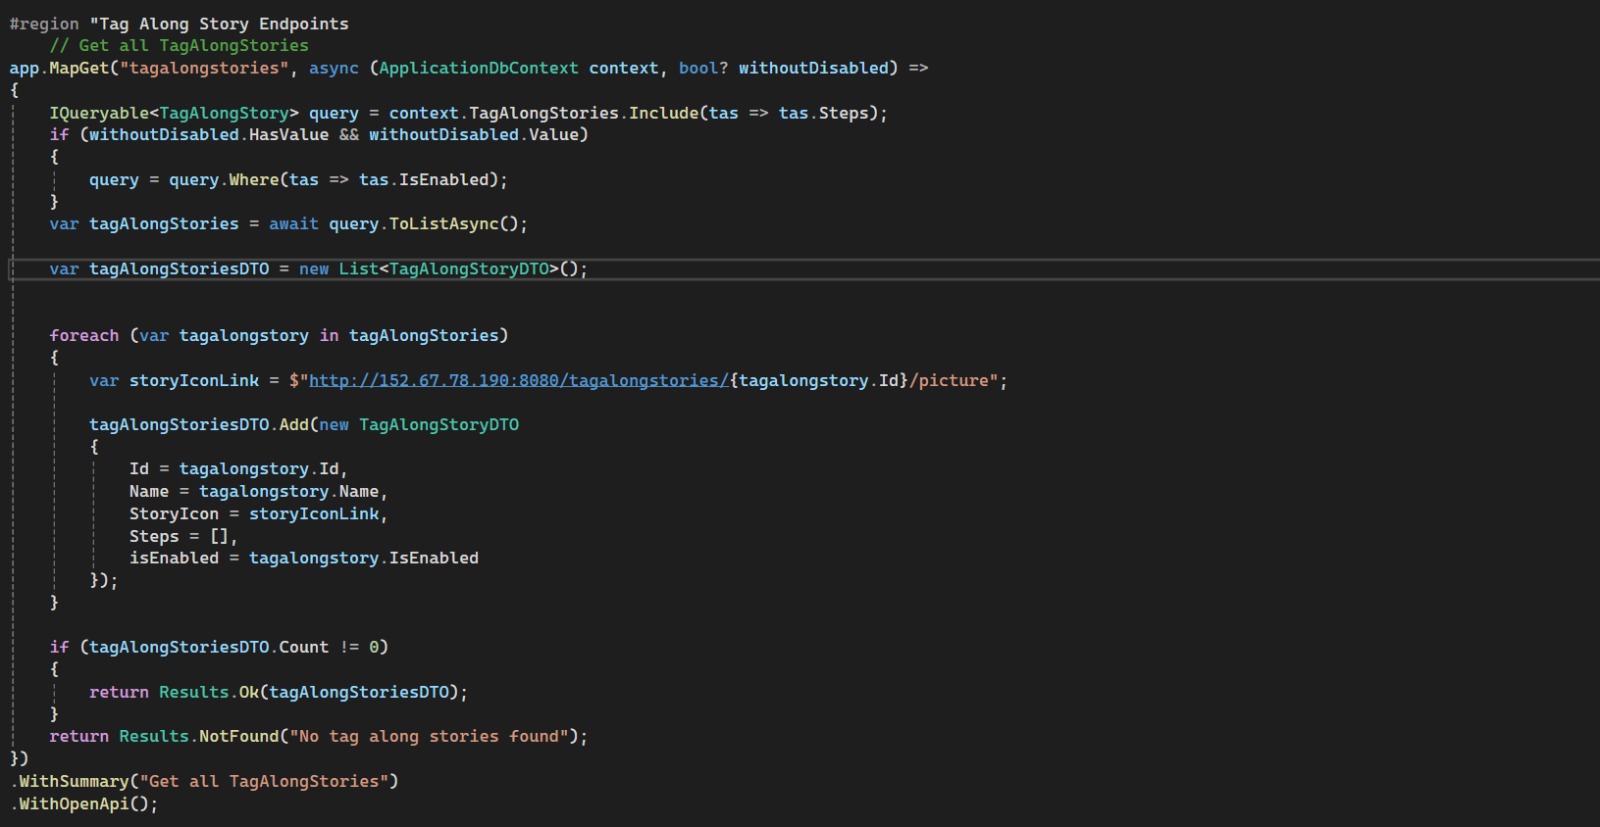 #region "Tag Along Story Endpoints
// Get all TagAlongStories
app.MapGet("tagalongstories", async (ApplicationDbContext context, bool? withoutDisabled) =>
{
IQueryable<TagAlongStory> query = context.TagAlongStories.Include(tas => tas.Steps);
if (withoutDisabled.HasValue && withoutDisabled.Value)
{
query = query.Where(tas => tas.IsEnabled);
}
var tagAlongStories = await query.ToListAsync();
var tagAlongStoriesDTO = new List<TagAlongStoryDTO>();
foreach (var tagalongstory in tagAlongStories)
{
var storyIconLink = $"http://152.67.78.190:8080/tagalongstories/{tagalongstory.Id}/picture";
tagAlongStoriesDTO.Add(new TagAlongStoryDTO
{
Id = tagalongstory.Id,
Name = tagalongstory.Name,
StoryIcon = storyIconLink,
Steps = [],
isEnabled = tagalongstory.IsEnabled
});
}
if (tagAlongStoriesDTO.Count != 0)
{
return Results.Ok(tagAlongStoriesDTO);
}
return Results.NotFound("No tag along stories found");
})
.WithSummary("Get all TagAlongStories")
.WithOpenApi();